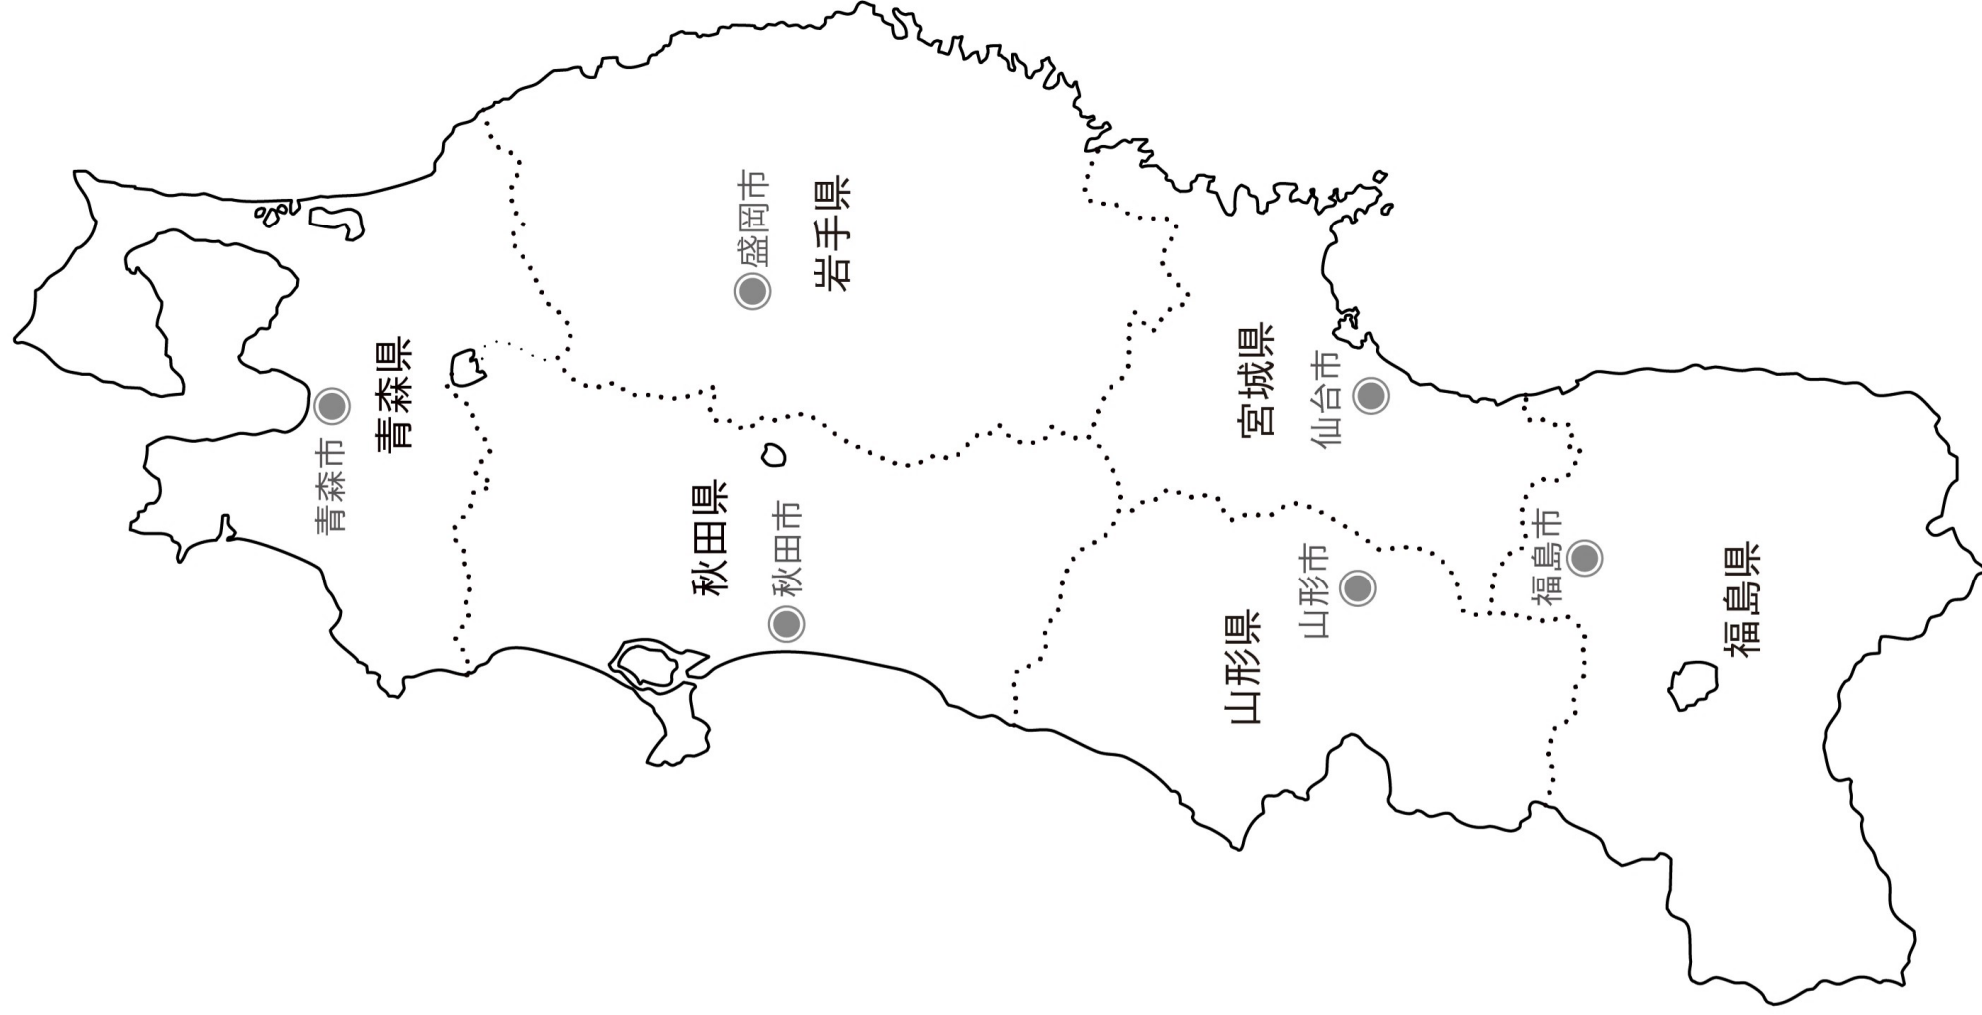 青森市
青森県
盛岡市
岩手県
秋田県
秋田市
宮城県
仙台市
山形県
山形市
福島市
福島県